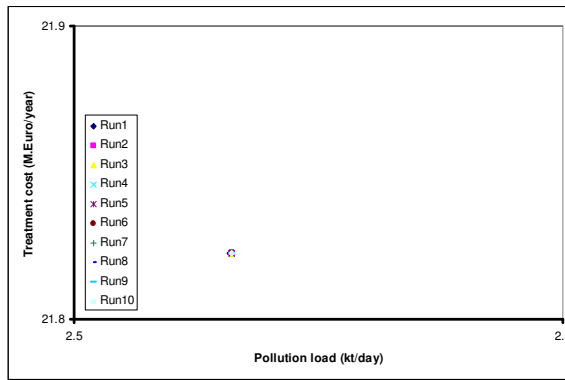 21.9
Treatment cost (M.Euro/year)
Run1
Run2
Run3
Run4
Run5
Run6
Run7
Run8
Run9
Run10
21.8
2.5
Pollution load (kt/day)